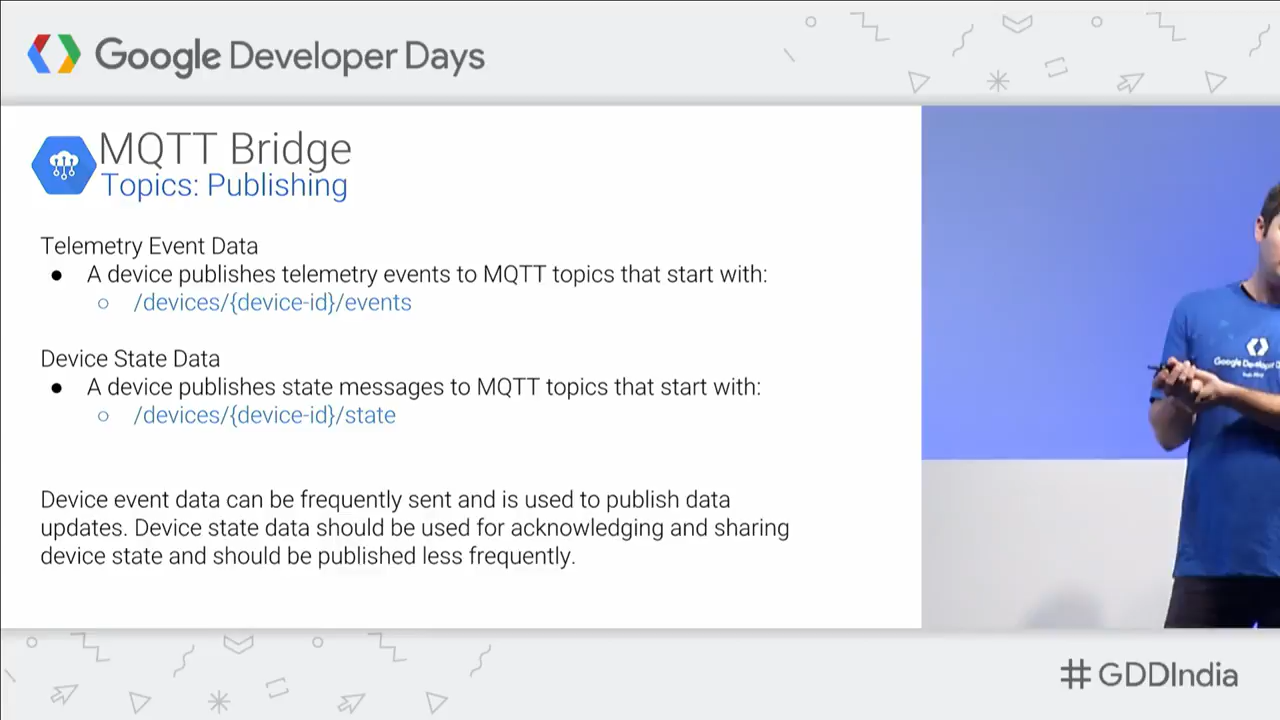 Google Developer Days
MQTT Bridge
Topics: Publishing
Telemetry Event Data
● A device publishes telemetry events to MQTT topics that start with:
○ /devices/{device-id}/events
Device State Data
● A device publishes state messages to MQTT topics that start with:
○ /devices/{device-id}/state
Device event data can be frequently sent and is used to publish data
updates. Device state data should be used for acknowledging and sharing
device state and should be published less frequently.
Google Developer D
#GDDIndia